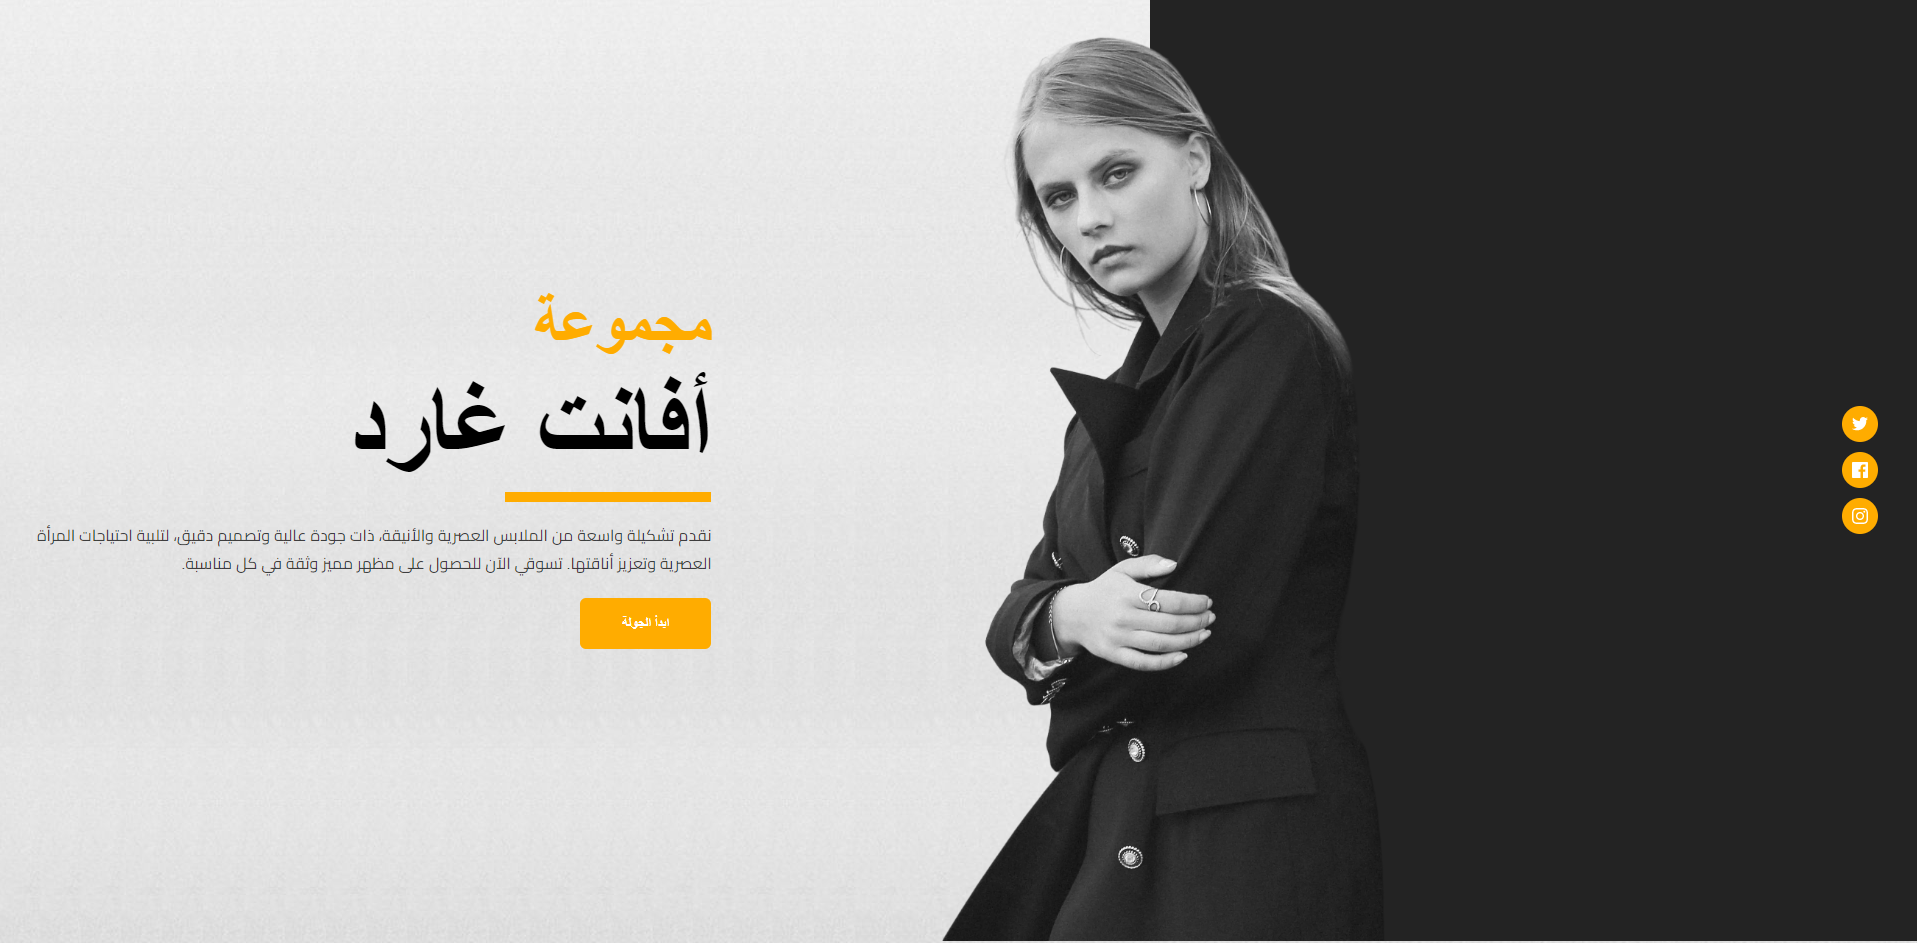 مجموعة
أفانت غارد
نقدم تشكيلة واسعة من الملابس العصرية والأنيقة، ذات جودة عالية وتصميم دقيق، لتلبية احتياجات المرأة
العصرية وتعزيز أناقتها. تسوقي الآن للحصول على مظهر مميز وثقة في كل مناسبة.
ابدأ الجولة